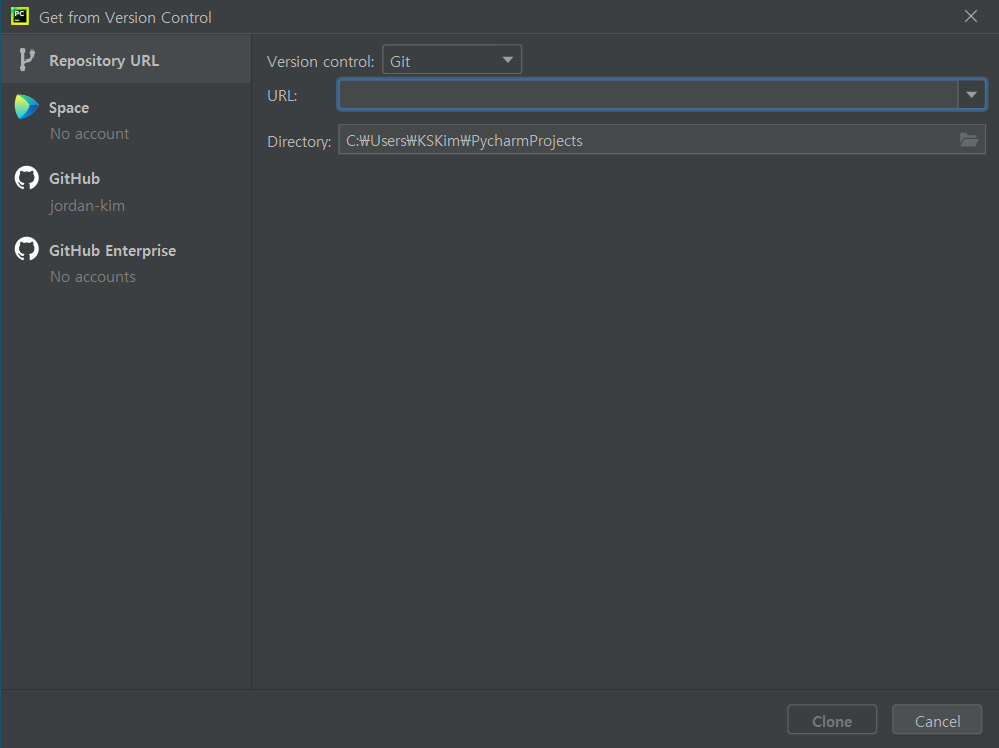 PC
Get from Version Control
Repository URL
Space
No account
GitHub
jordan-kim
GitHub Enterprise
No accounts
Version control: Git
URL:
Directory: C:₩Users₩KSKim₩PycharmProjects
Clone Cancel